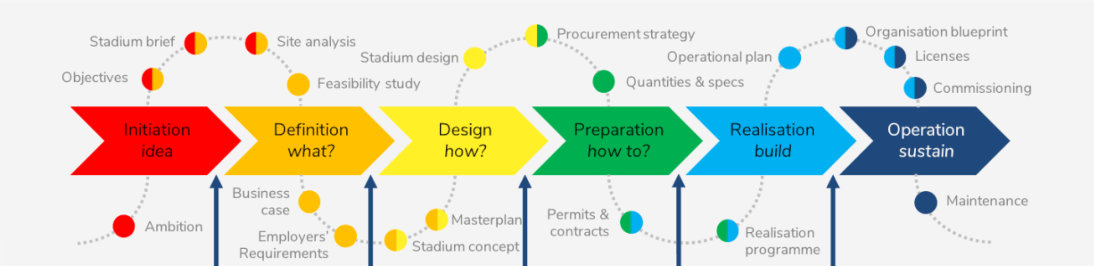 Stadium brief
Site analysis
Objectives
Feasibility study
Stadium design
Procurement strategy
Quantities & specs
Operational plan
Organisation blueprint
Licenses
Commissioning
Initiation
idea
Definition
what?
Design
how?
Preparation
how to?
Realisation
build
Operation
sustain
Ambition
Business
case
Employers'
Requirements
Masterplan
Stadium concept
Permits &
contracts
Realisation
programme
Maintenance